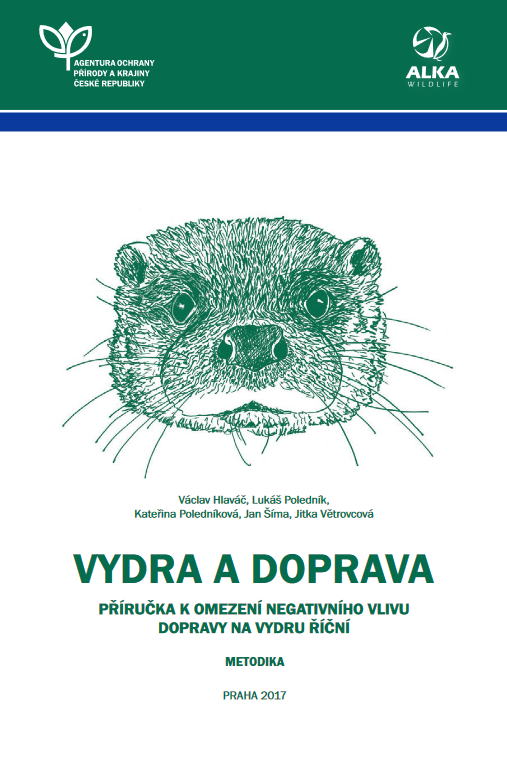 AGENTURA OCHRANY
PŘÍRODY A KRAJINY
ČESKÉ REPUBLIKY
ALKA
WILDLIFE
Václav Hlaváč, Lukáš Poledník,
Kateřina Poledníková, Jan Šíma, Jitka Větrovcová
VYDRA A DOPRAVA
PŘÍRUČKA K OMEZENÍ NEGATIVNÍHO VLIVU
DOPRAVY NA VYDRU ŘÍČNÍ
METODIKA
PRAHA 2017